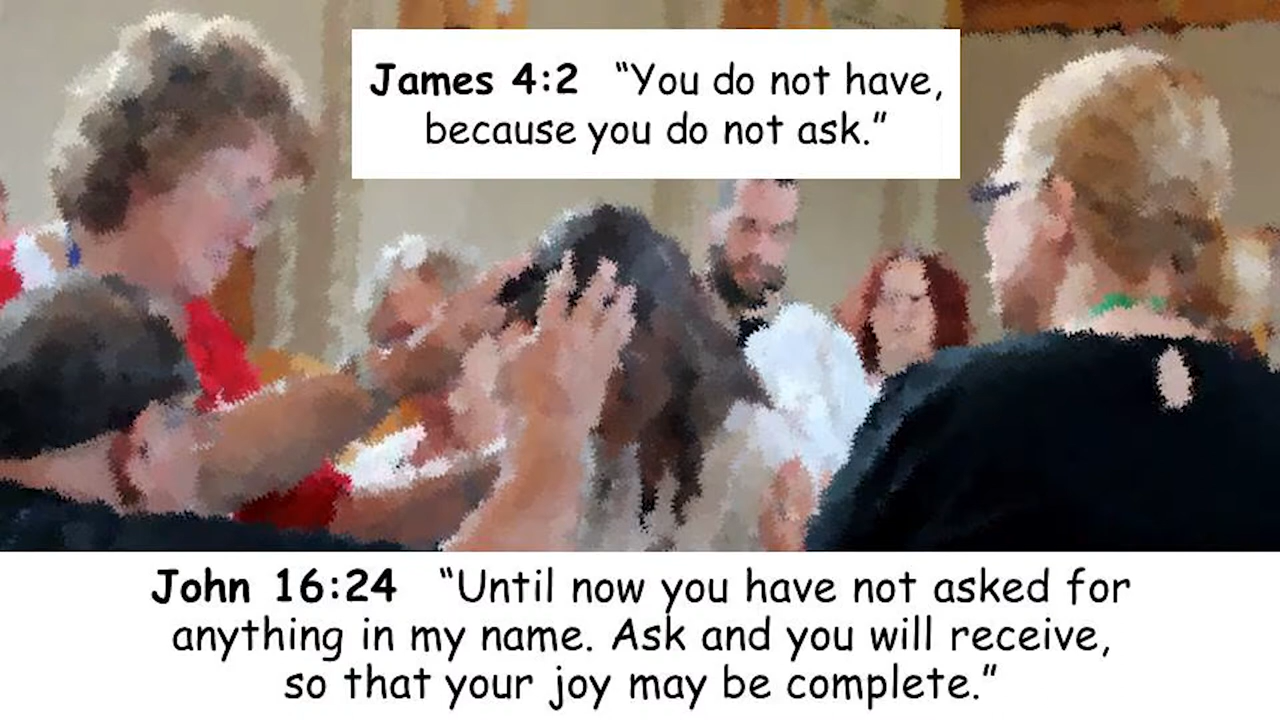 James 4:2 “You do not have,
because you do not ask.”
John 16:24 “Until now you have not asked for
anything in my name. Ask and you will receive,
so that your joy may be complete.”